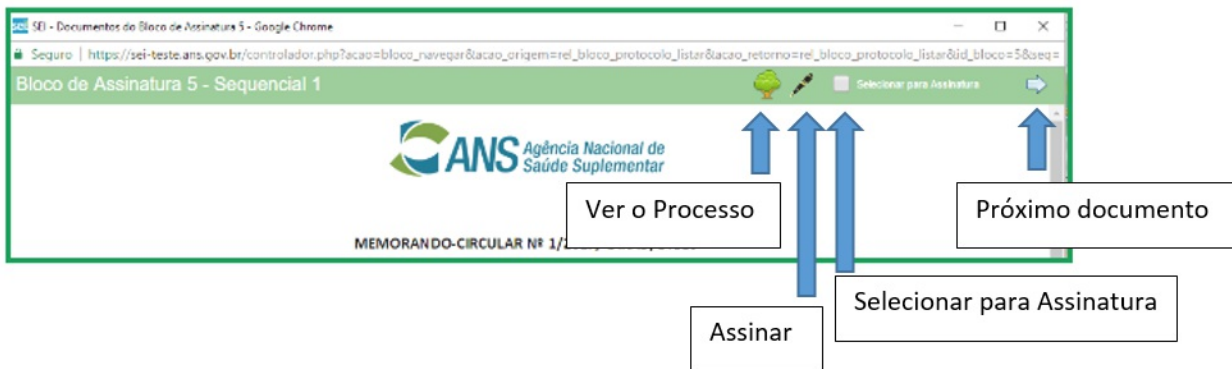 SEI - Documentos do Bloco de Assinatura 5 - Google Chrome
Seguro | https://sei-teste.ans.gov.br/controlador.php?acao=bloco_navegar&acao_origem=rel_bloco_protocolo_listar&acao_retorno=rel_bloco_protocolo_listar&id_bloco=5&seq=
Bloco de Assinatura 5 - Sequencial 1
Selecionar para Assinatura
ANS Agência Nacional de
Saúde Suplementar
Ver o Processo
Próximo documento
MEMORANDO-CIRCULAR Nº 1/
Selecionar para Assinatura
Assinar